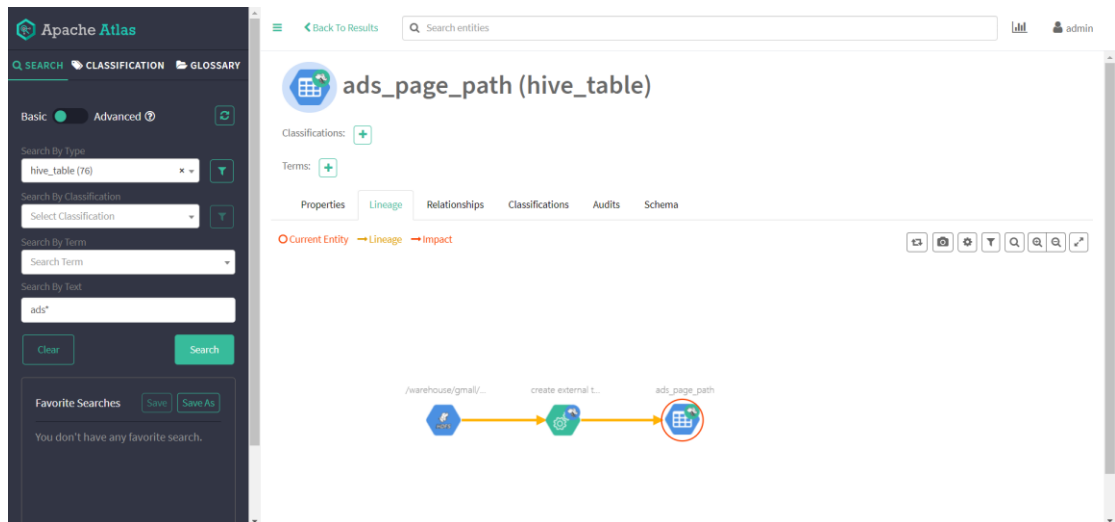 Apache Atlas
SEARCH CLASSIFICATION GLOSSARY
Basic Advanced
Search By Type
hive_table (76)
Search By Classification
Select Classification
Search By Term
Search Term
Search By Text
ads*
Clear Search
Favorite Searches Save Save As
You don't have any favorite search.
Back To Results Search entities admin
ads_page_path (hive_table)
Classifications:
Terms:
Properties Lineage Relationships Classifications Audits Schema
Current Entity Lineage Impact
/warehouse/gmall/... create external t... ads_page_path